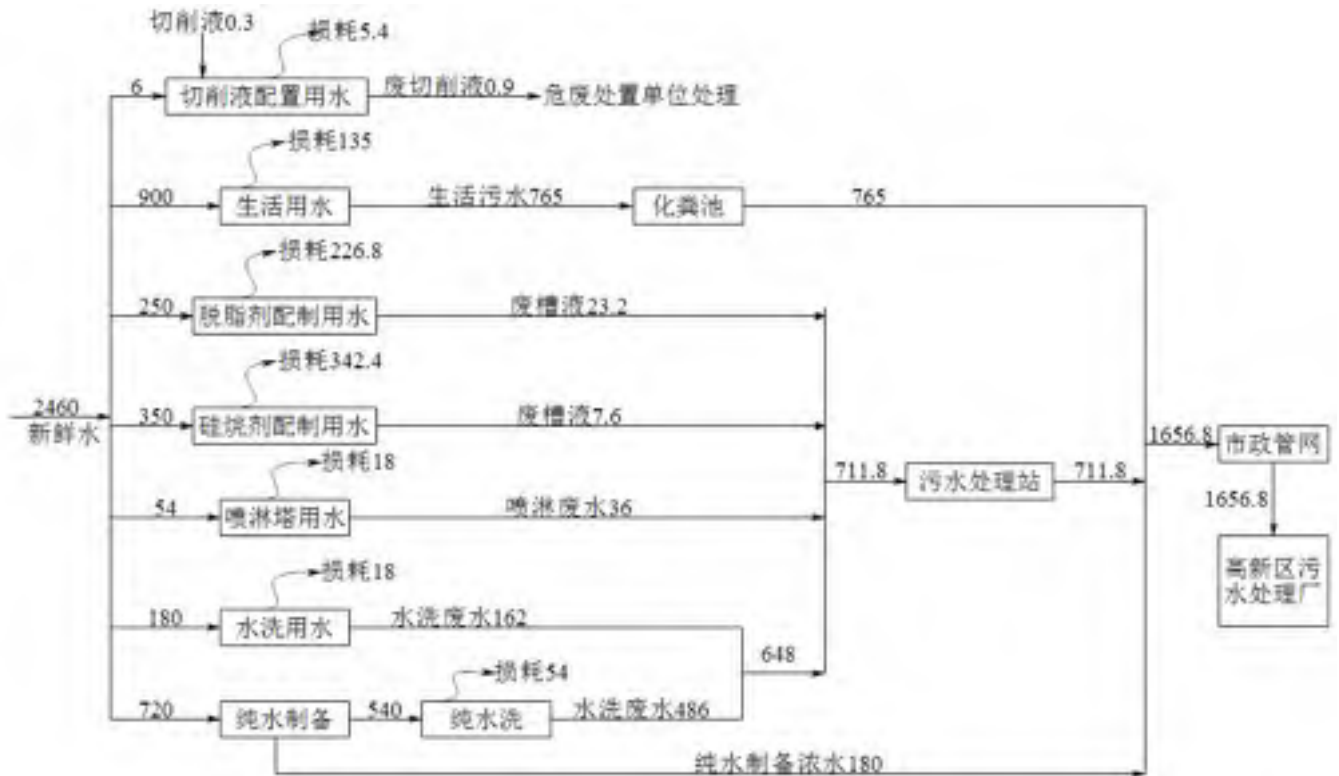 切削液0.3
损耗5.4
6
切削液配置用水
废切削液0.9
危废处置单位处理
损耗135
900
生活用水
生活污水765
化粪池
765
损耗226.8
250
脱脂剂配制用水
废槽液23.2
损耗342.4
2460
新鲜水
350
硅烷剂配制用水
废槽液7.6
1656.8
市政管网
损耗18
54
喷淋塔用水
喷淋废水36
711.8
污水处理站
711.8
1656.8
高新区污
水处理厂
损耗18
180
水洗用水
水洗废水162
648
损耗54
720
纯水制备
540
纯水洗
水洗废水486
纯水制备浓水180